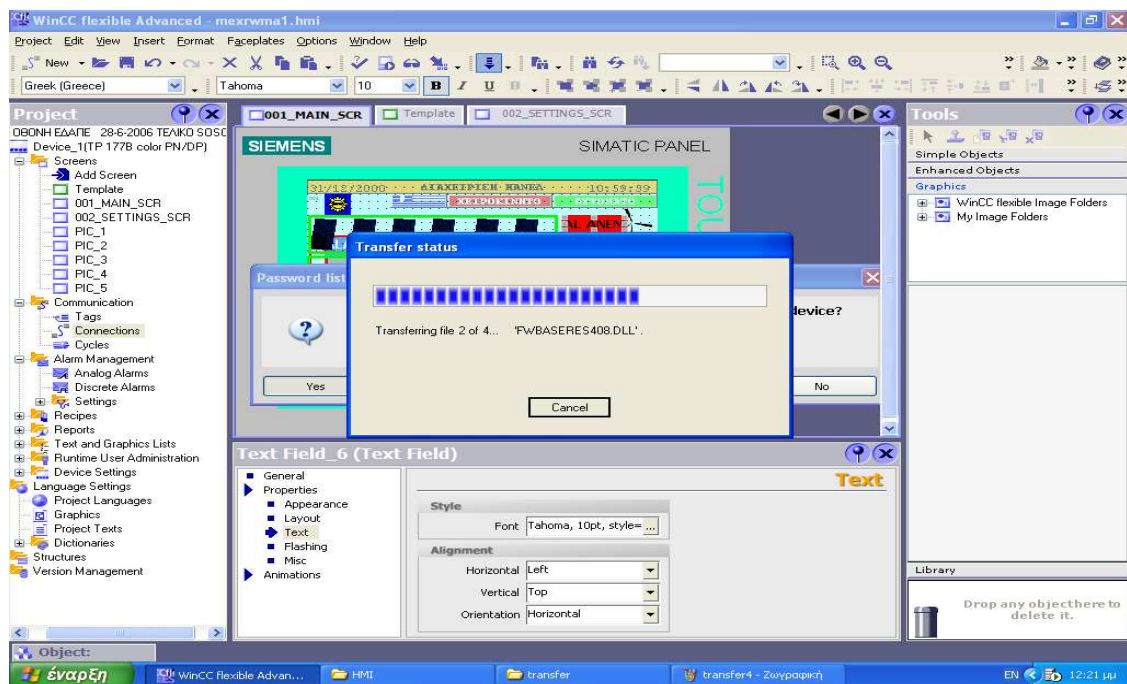 WinCC flexible Advanced - mexrwma1.hmi
Project Edit View Insert Format Faceplates Options Window Help
New
Greek (Greece) Tahoma 10 B I U
Project
ΟΘΟΝΗ ΕΔΑΠΕ 28-6-2006 ΤΕΛΙΚΟ SOSO
Device_1(TP 177B color PN/DP)
Screens
Add Screen
Template
001_MAIN_SCR
002_SETTINGS_SCR
PIC_1
PIC_2
PIC_3
PIC_4
PIC_5
Communication
Tags
Connections
Cycles
Alarm Management
Analog Alarms
Discrete Alarms
Settings
Recipes
Reports
Text and Graphics Lists
Runtime User Administration
Device Settings
Language Settings
Project Languages
Graphics
Project Texts
Dictionaries
Structures
Version Management
001_MAIN_SCR Template 002_SETTINGS_SCR
SIEMENS SIMATIC PANEL
TOU
31/12/2000 10:59:59
Password list
device?
Yes No
Transfer status
Transferring file 2 of 4... 'FWBASERES408.DLL'.
Cancel
Text Field_6 (Text Field)
General
Properties
Appearance
Layout
Text
Flashing
Misc
Animations
Text
Style
Font Tahoma, 10pt, style= ...
Alignment
Horizontal Left
Vertical Top
Orientation Horizontal
Tools
Simple Objects
Enhanced Objects
Graphics
WinCC flexible Image Folders
My Image Folders
Library
Drop any object here to
delete it.
Object:
έναρξη WinCC flexible Advan... HMI transfer transfer4 - Ζωγραφική EN 12:21 μμ